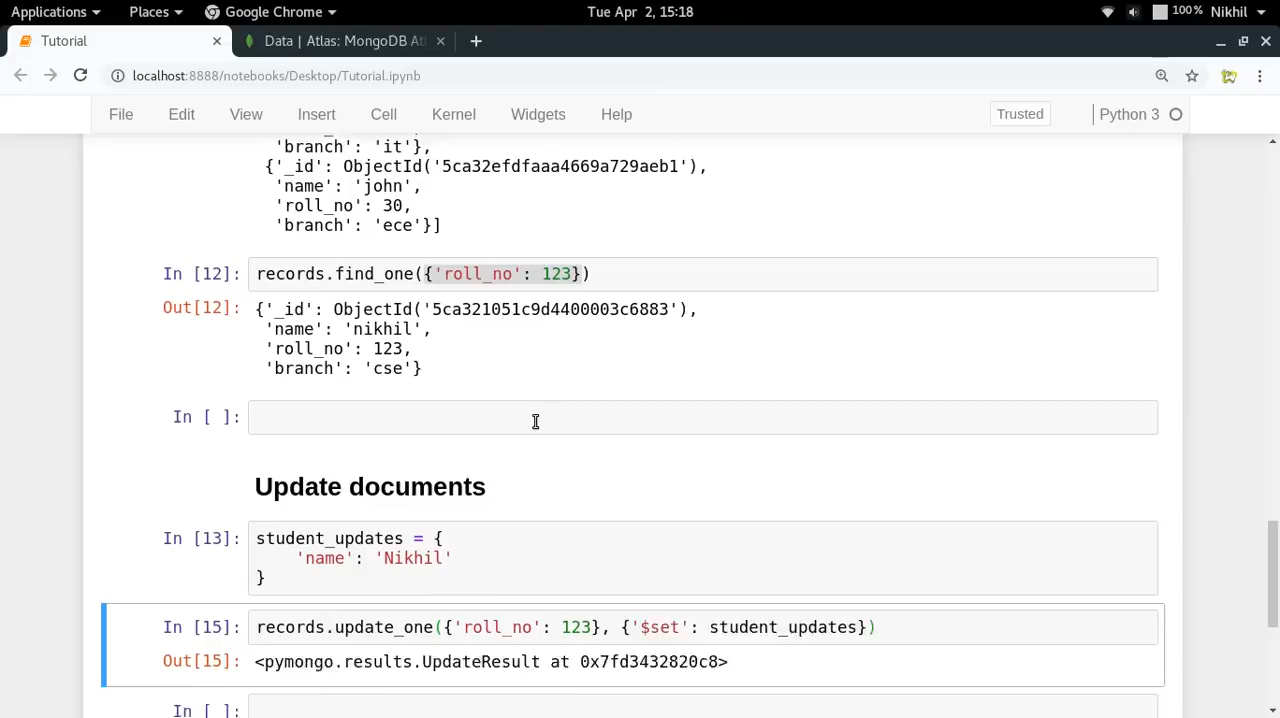 Applications Places Google Chrome Tue Apr 2, 15:18 100% Nikhil
Tutorial Data | Atlas: MongoDB Atl
localhost:8888/notebooks/Desktop/Tutorial.ipynb
File Edit View Insert Cell Kernel Widgets Help Trusted Python 3
'branch': 'it'},
{'_id': ObjectId('5ca32efdfaaa4669a729aeb1'),
'name': 'john',
'roll_no': 30,
'branch': 'ece'}]
In [12]: records.find_one({'roll_no': 123})
Out[12]: {'_id': ObjectId('5ca321051c9d4400003c6883'),
'name': 'nikhil',
'roll_no': 123,
'branch': 'cse'}
In [ ]:
Update documents
In [13]: student_updates = {
'name': 'Nikhil'
}
In [15]: records.update_one({'roll_no': 123}, {'$set': student_updates})
Out[15]: <pymongo.results.UpdateResult at 0x7fd3432820c8>
In [ ]: